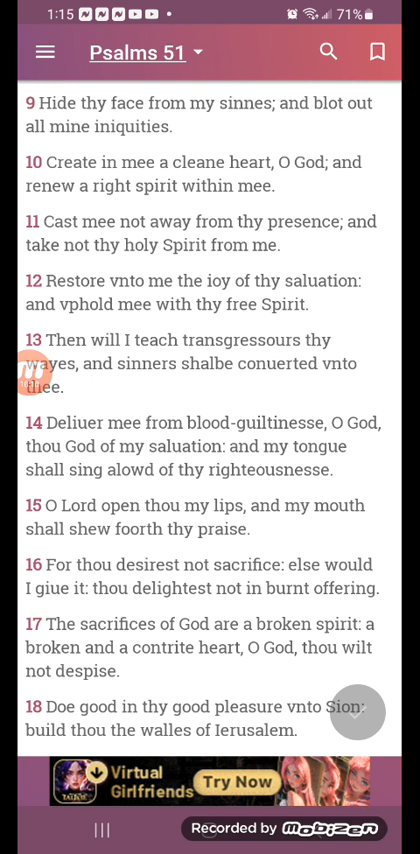 1:15 71%
Psalms 51
9 Hide thy face from my sinnes; and blot out
all mine iniquities.
10 Create in mee a cleane heart, O God; and
renew a right spirit within mee.
11 Cast mee not away from thy presence; and
take not thy holy Spirit from me.
12 Restore vnto me the ioy of thy saluation:
and vphold mee with thy free Spirit.
13 Then will I teach transgressours thy
wayes, and sinners shalbe conuerted vnto
thee.
14 Deliuer mee from blood-guiltinesse, O God,
thou God of my saluation: and my tongue
shall sing alowd of thy righteousnesse.
15 O Lord open thou my lips, and my mouth
shall shew foorth thy praise.
16 For thou desirest not sacrifice: else would
I giue it: thou delightest not in burnt offering.
17 The sacrifices of God are a broken spirit: a
broken and a contrite heart, O God, thou wilt
not despise.
18 Doe good in thy good pleasure vnto Sion:
build thou the walles of Ierusalem.
Virtual
Girlfriends
Try Now
Recorded by mobizen